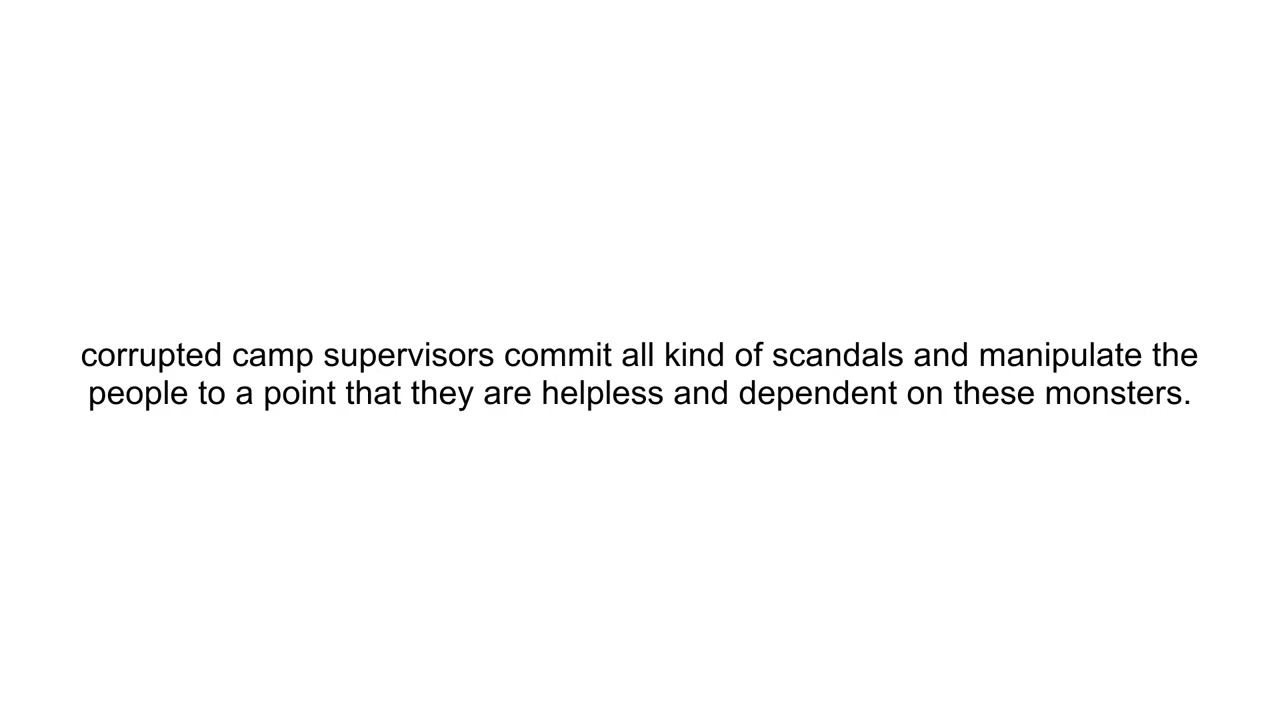 corrupted camp supervisors commit all kind of scandals and manipulate the
people to a point that they are helpless and dependent on these monsters.